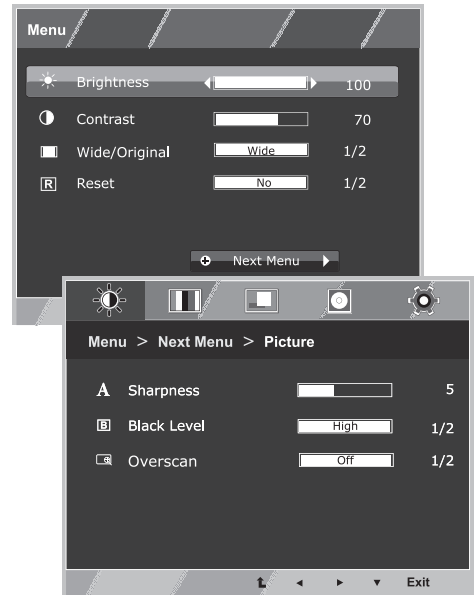 Menu
Brightness 100
Contrast 70
Wide/Original Wide 1/2
R Reset No 1/2
Next Menu
Menu > Next Menu > Picture
A Sharpness 5
B Black Level High 1/2
Overscan Off 1/2
Exit